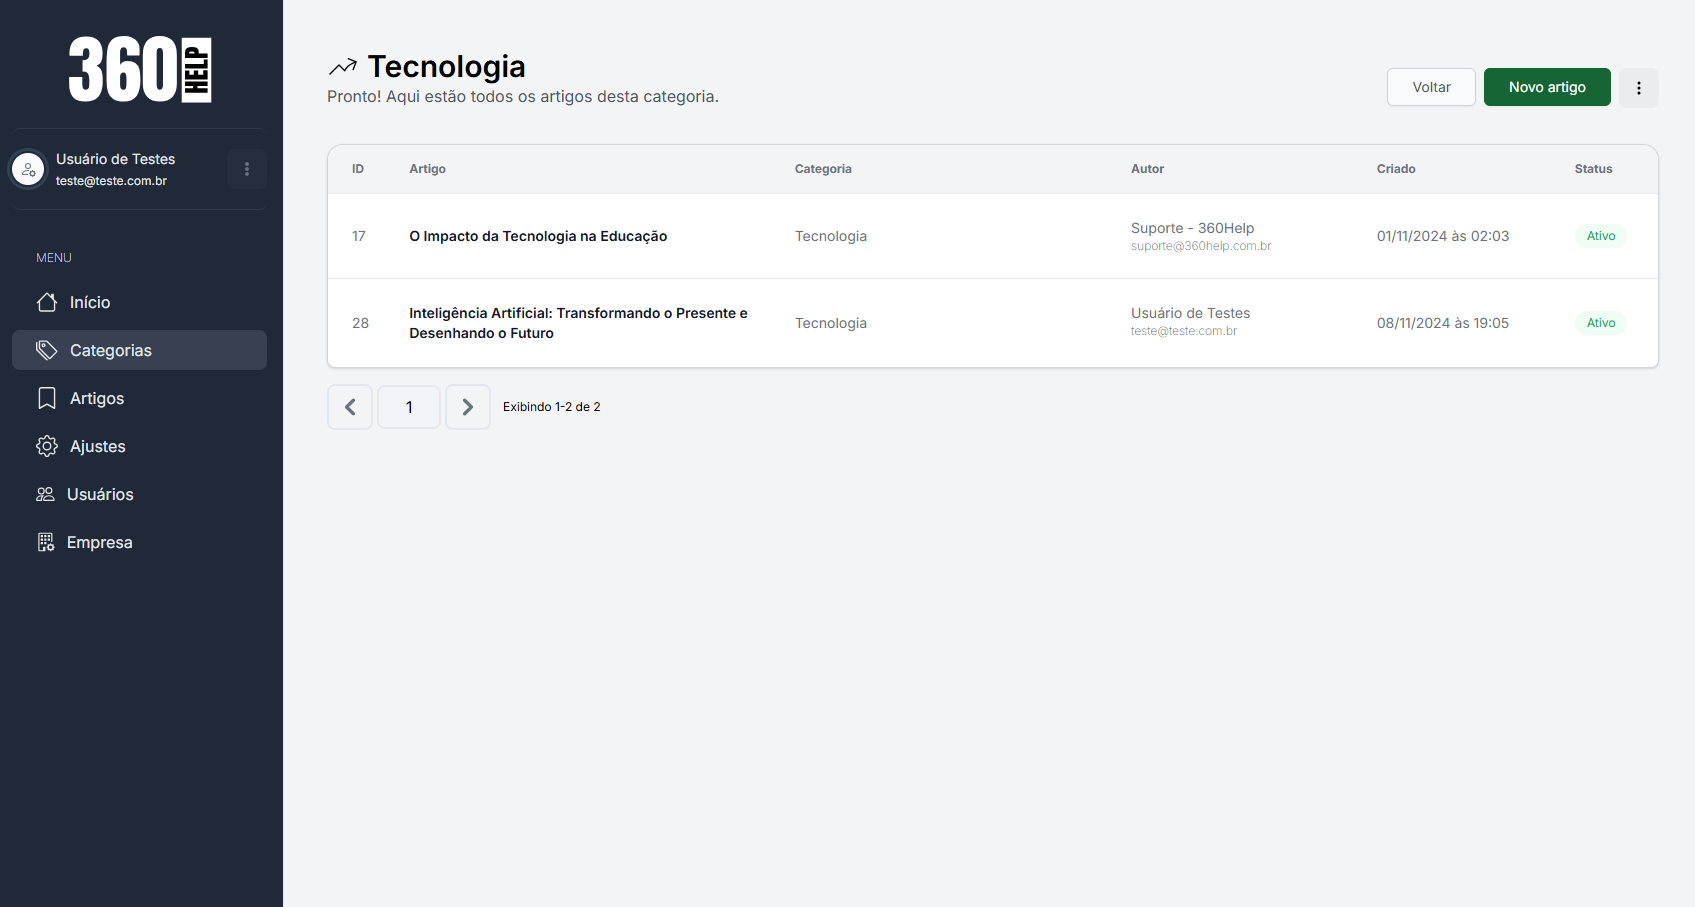 360 HELP
Usuário de Testes
teste@teste.com.br
MENU
Início
Categorias
Artigos
Ajustes
Usuários
Empresa
Tecnologia
Pronto! Aqui estão todos os artigos desta categoria.
Voltar
Novo artigo
ID Artigo Categoria Autor Criado Status
17 O Impacto da Tecnologia na Educação Tecnologia Suporte - 360Help 01/11/2024 às 02:03 Ativo
suporte@360help.com.br
28 Inteligência Artificial: Transformando o Presente e Tecnologia Usuário de Testes 08/11/2024 às 19:05 Ativo
Desenhando o Futuro teste@teste.com.br
1 Exibindo 1-2 de 2